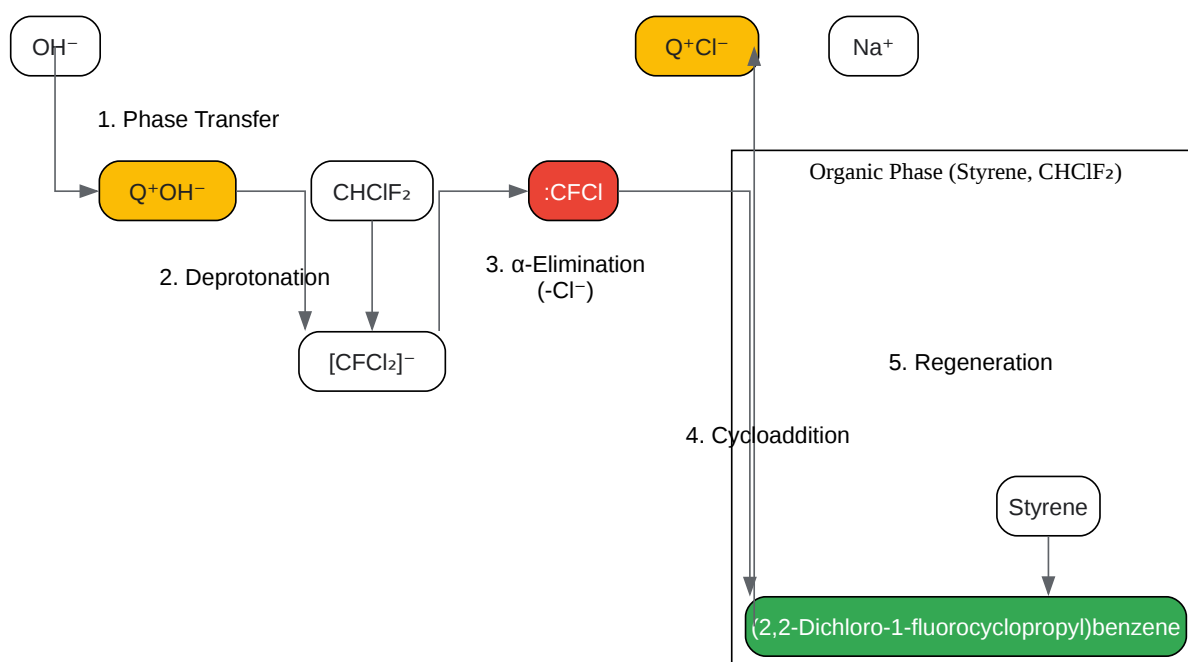 OH⁻
Q⁺Cl⁻
Na⁺
1. Phase Transfer
Organic Phase (Styrene, CHClF₂)
Q⁺OH⁻
CHClF₂
:CFCl
2. Deprotonation
3. α-Elimination
(-Cl⁻)
[CFCl₂]⁻
5. Regeneration
4. Cycloaddition
Styrene
(2,2-Dichloro-1-fluorocyclopropyl)benzene